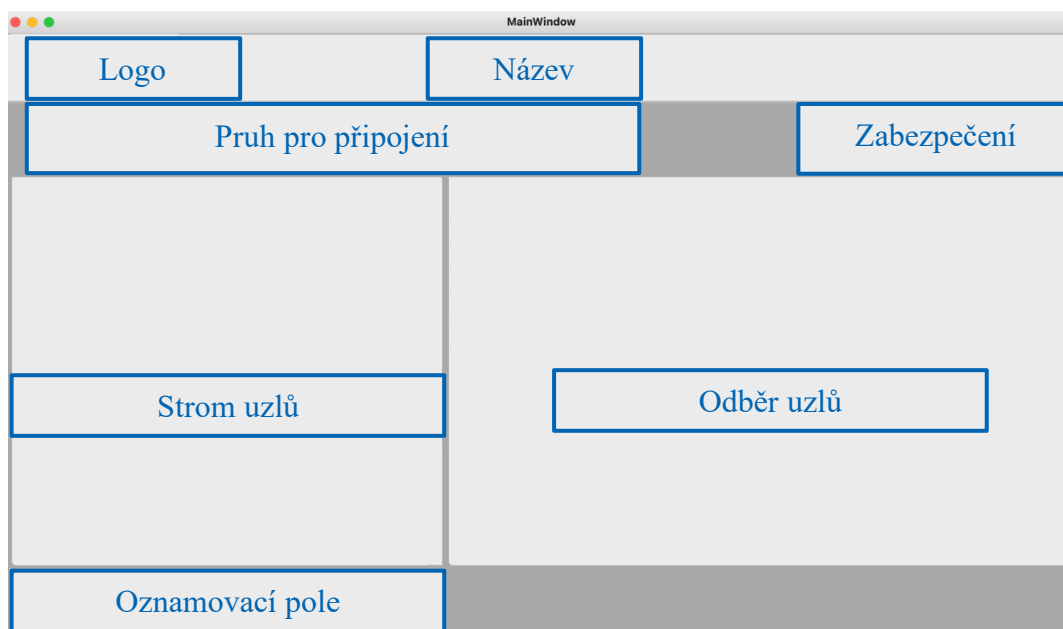 MainWindow
Logo
Název
Pruh pro připojení
Zabezpečení
Strom uzlů
Odběr uzlů
Oznamovací pole